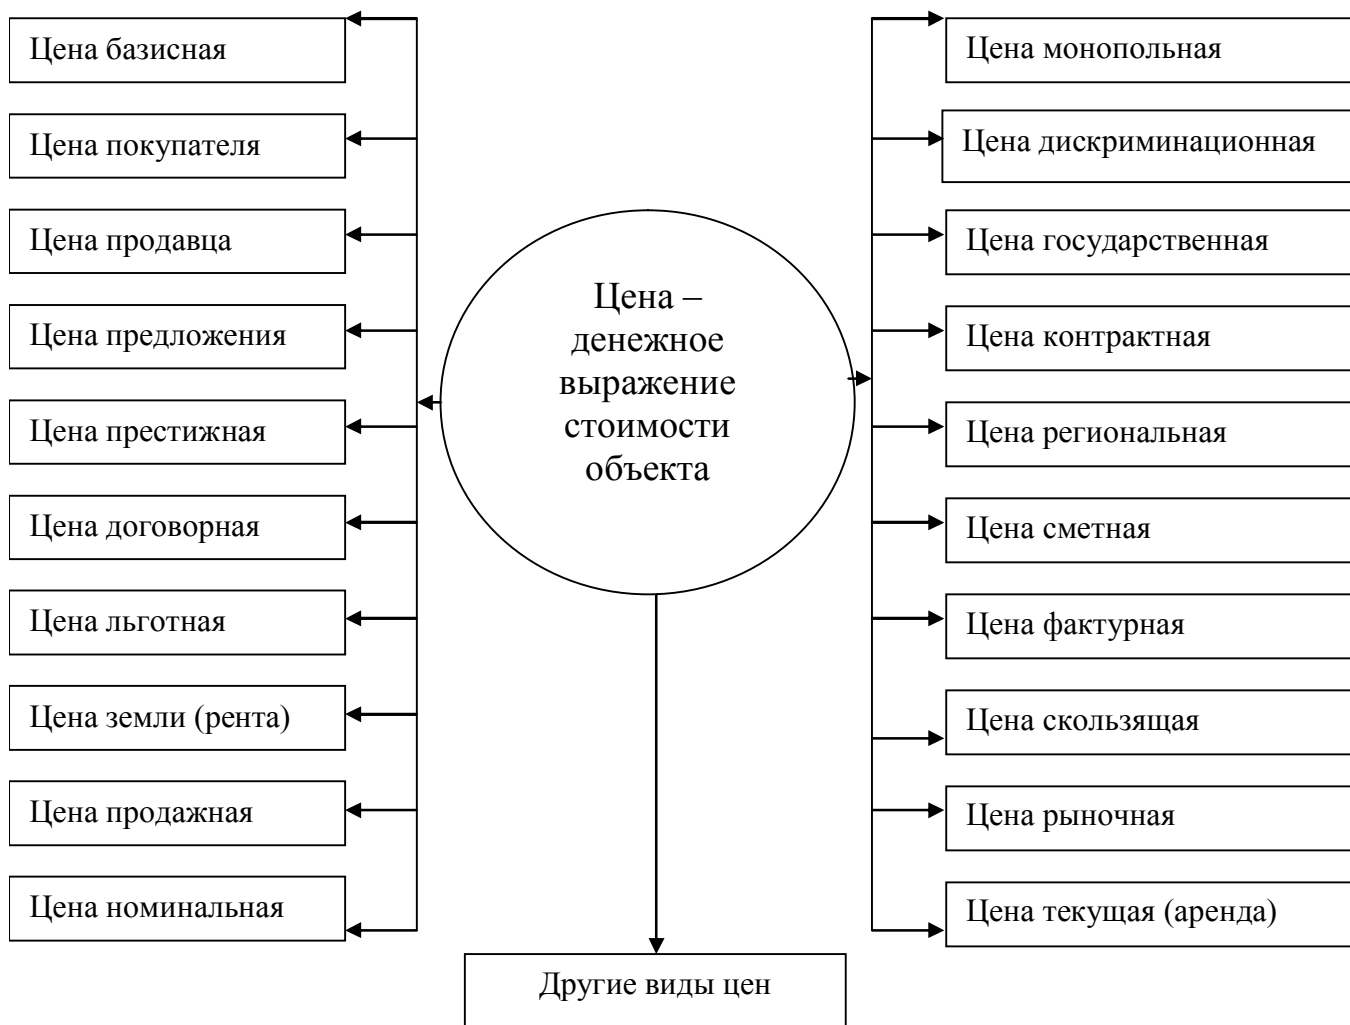 Цена базисная
Цена покупателя
Цена продавца
Цена предложения
Цена престижная
Цена договорная
Цена льготная
Цена земли (рента)
Цена продажная
Цена номинальная
Цена –
денежное
выражение
стоимости
объекта
Цена монопольная
Цена дискриминационная
Цена государственная
Цена контрактная
Цена региональная
Цена сметная
Цена фактурная
Цена скользящая
Цена рыночная
Цена текущая (аренда)
Другие виды цен